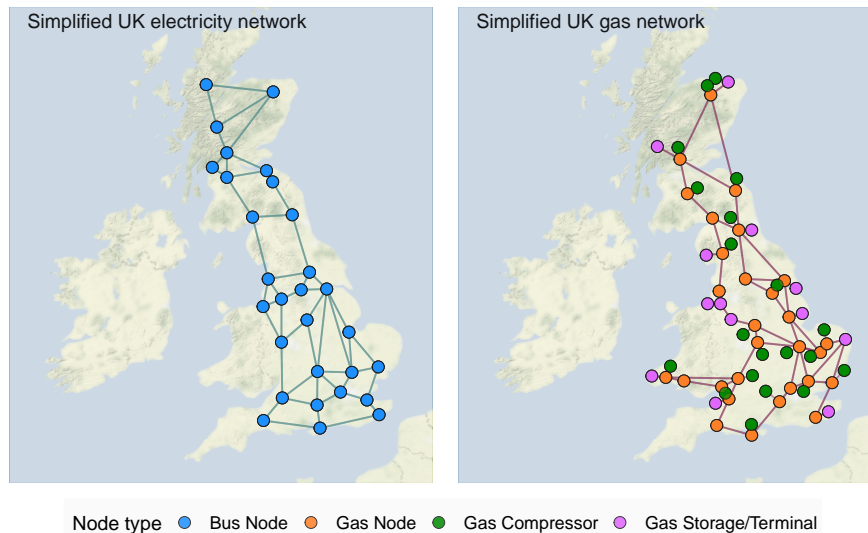 Simplified UK electricity network
Simplified UK gas network
Node type Bus Node Gas Node Gas Compressor Gas Storage/Terminal